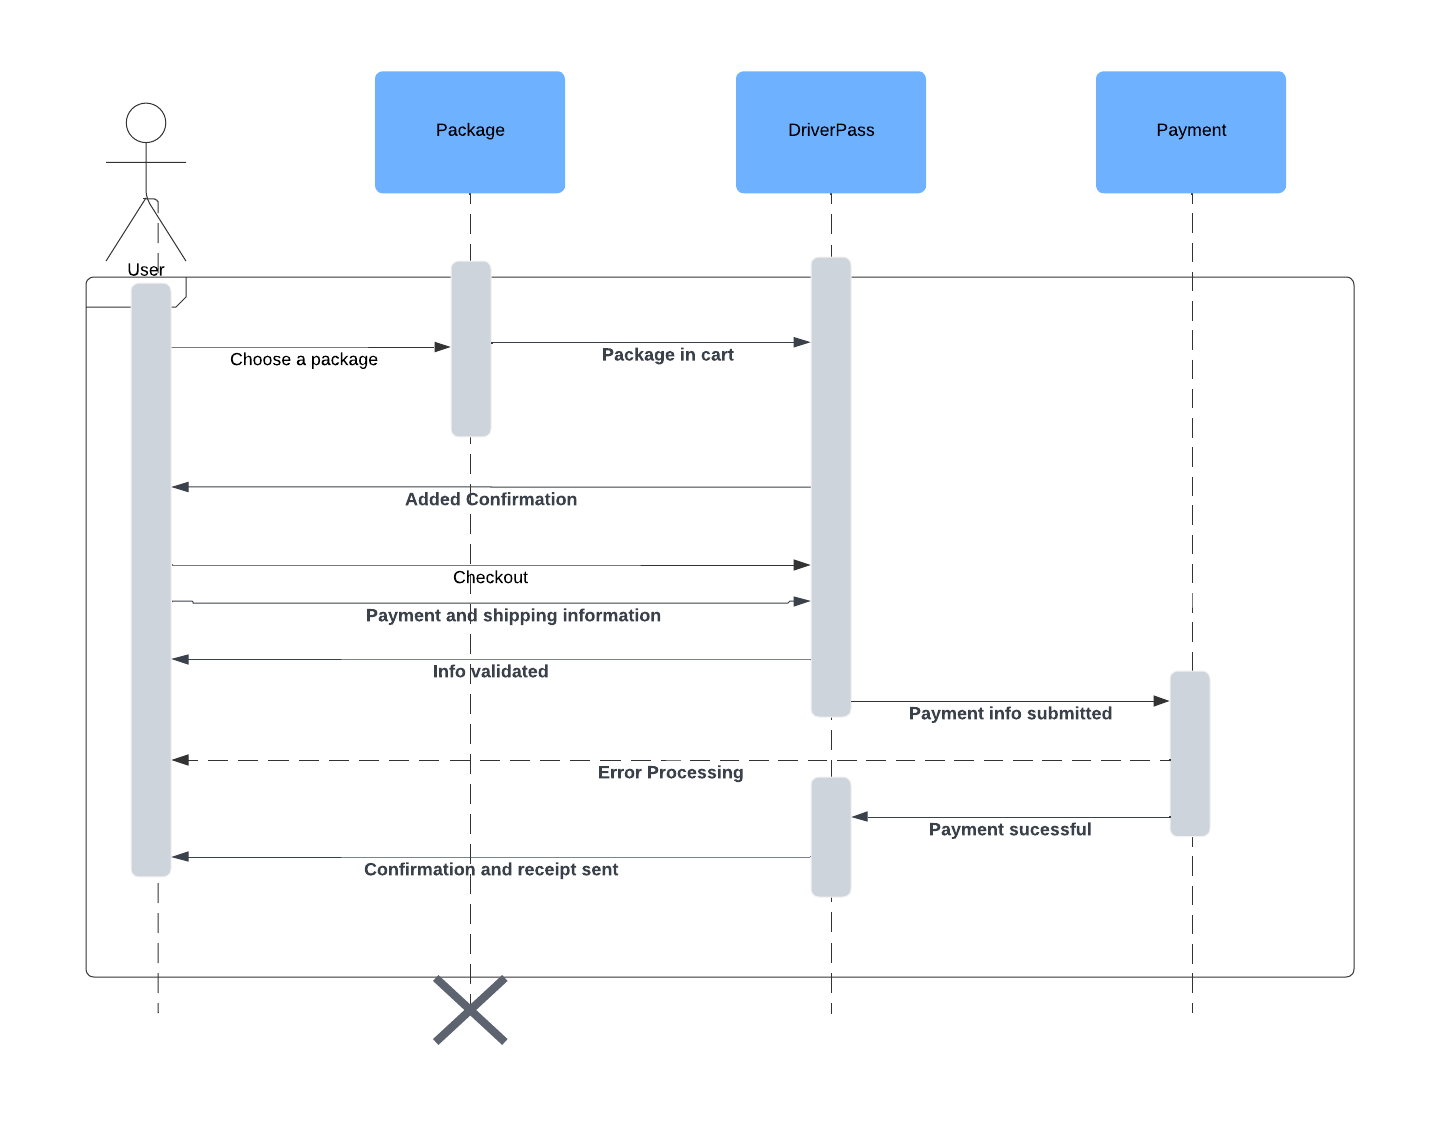 Package
DriverPass
Payment
User
Choose a package
Package in cart
Added Confirmation
Checkout
Payment and shipping information
Info validated
Payment info submitted
Error Processing
Payment sucessful
Confirmation and receipt sent